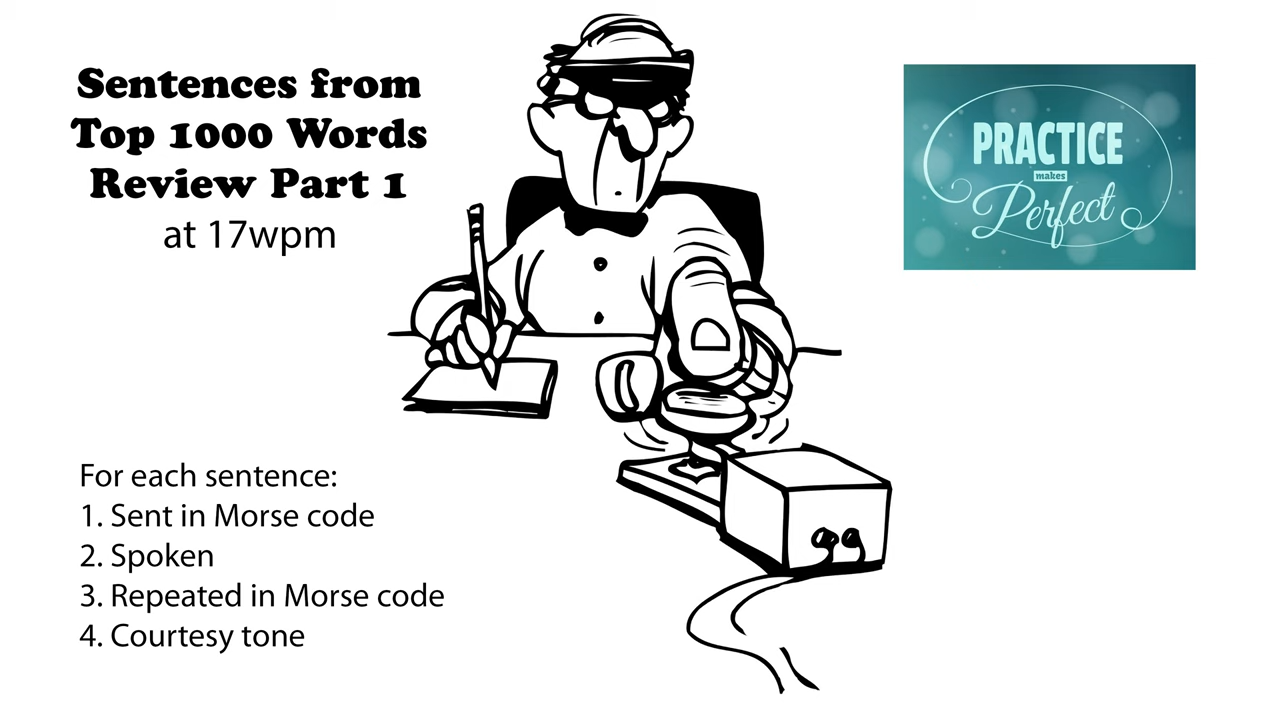 Sentences from
Top 1000 Words
Review Part 1
at 17wpm
PRACTICE
makes
Perfect
For each sentence:
1. Sent in Morse code
2. Spoken
3. Repeated in Morse code
4. Courtesy tone